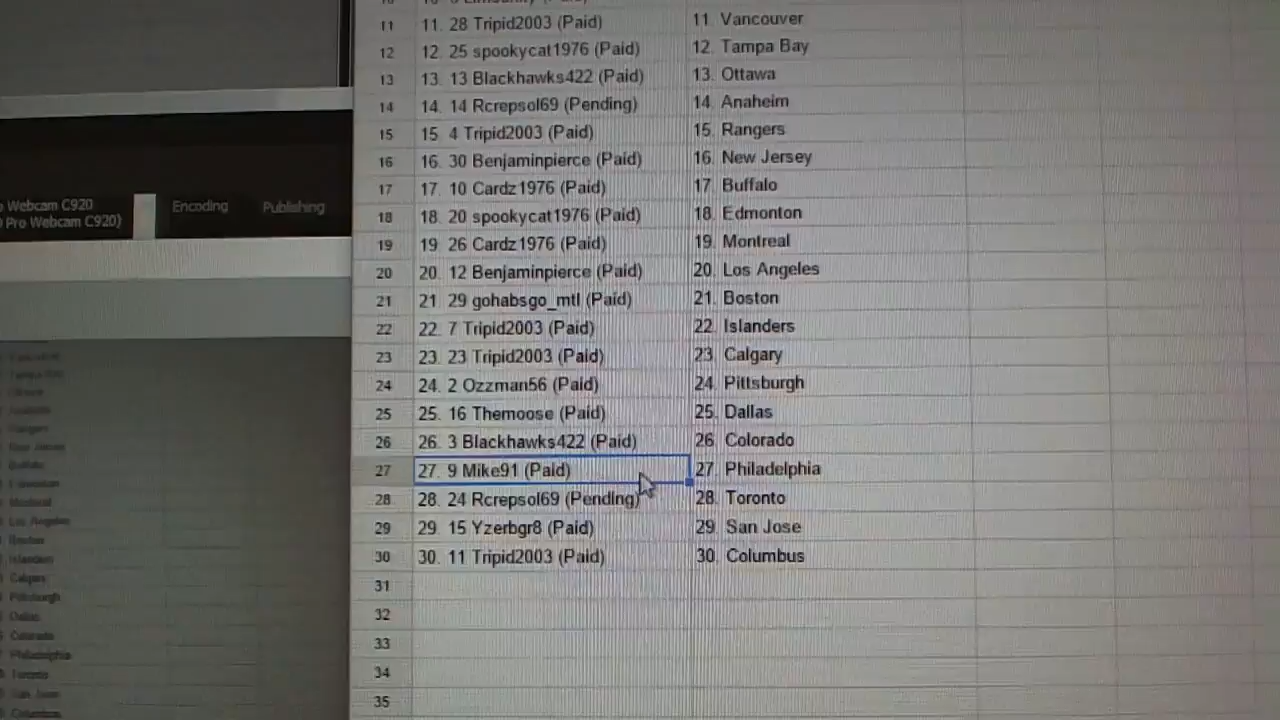 11 11. 28 Tripid2003 (Paid) 11 Vancouver
12 12. 25 spookycat1976 (Paid) 12. Tampa Bay
13 13. 13 Blackhawks422 (Paid) 13. Ottawa
14 14. 14 Rcrepsol69 (Pending) 14. Anaheim
15 15. 4 Tripid2003 (Paid) 15. Rangers
16 16. 30 Benjaminpierce (Paid) 16. New Jersey
17 17. 10 Cardz1976 (Paid) 17. Buffalo
18 18. 20 spookycat1976 (Paid) 18. Edmonton
19 19 26 Cardz1976 (Paid) 19. Montreal
20 20. 12 Benjaminpierce (Paid) 20. Los Angeles
21 21. 29 gohabsgo_mtl (Paid) 21. Boston
22 22. 7 Tripid2003 (Paid) 22. Islanders
23 23. 23 Tripid2003 (Paid) 23. Calgary
24 24. 2 Ozzman56 (Paid) 24. Pittsburgh
25 25. 16 Themoose (Paid) 25. Dallas
26 26. 3 Blackhawks422 (Paid) 26 Colorado
27 27. 9 Mike91 (Paid) 27. Philadelphia
28 28. 24 Rcrepsol69 (Pending) 28. Toronto
29 29. 15 Yzerbgr8 (Paid) 29. San Jose
30 30. 11 Tripid2003 (Paid) 30. Columbus
31
32
33
34
35
Webcam C920
Pro Webcam C920)
Encoding Publishing